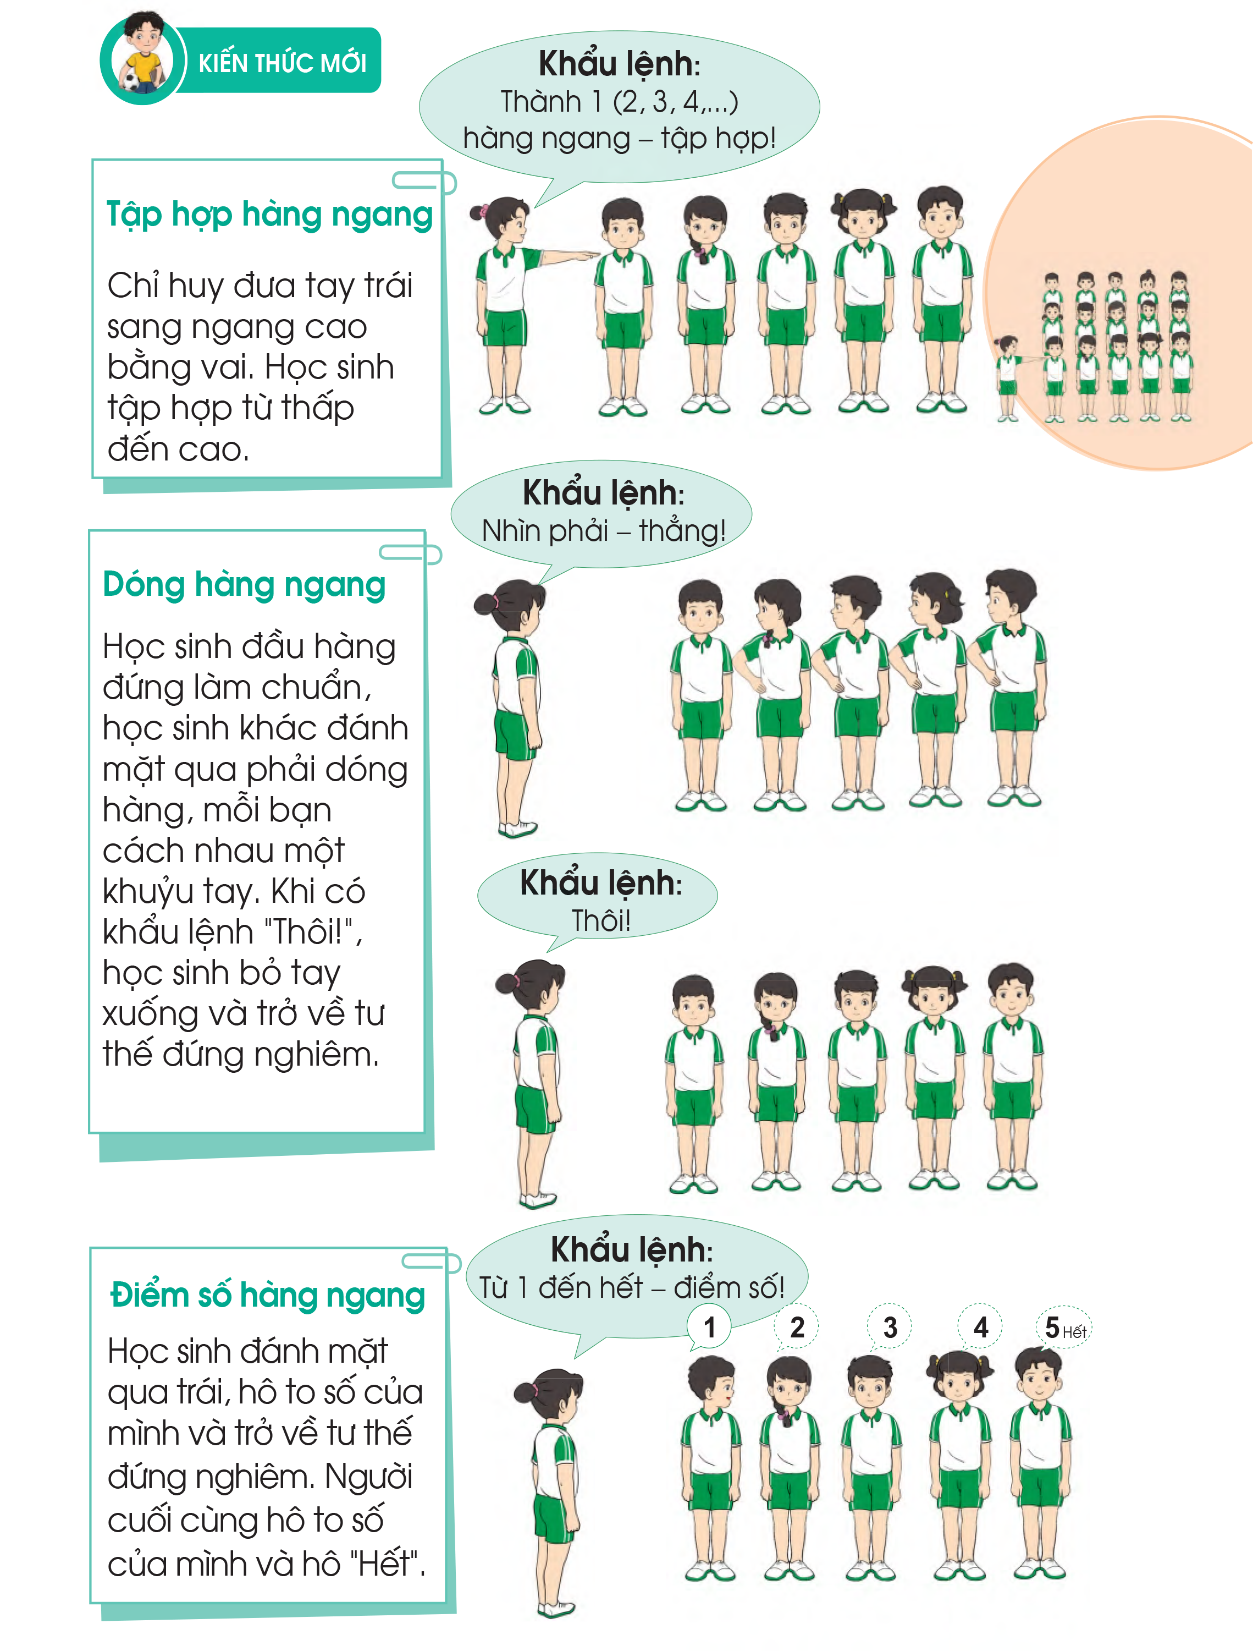 KIẾN THỨC MỚI
Khẩu lệnh:
Thành 1 (2, 3, 4,...)
hàng ngang – tập hợp!
Tập hợp hàng ngang
Chỉ huy đưa tay trái
sang ngang cao
bằng vai. Học sinh
tập hợp từ thấp
đến cao.
Khẩu lệnh:
Nhìn phải – thẳng!
Dóng hàng ngang
Học sinh đầu hàng
đứng làm chuẩn,
học sinh khác đánh
mặt qua phải dóng
hàng, mỗi bạn
cách nhau một
khuỷu tay. Khi có
khẩu lệnh "Thôi!",
học sinh bỏ tay
xuống và trở về tư
thế đứng nghiêm.
Khẩu lệnh:
Thôi!
Khẩu lệnh:
Từ 1 đến hết – điểm số!
Điểm số hàng ngang
Học sinh đánh mặt
qua trái, hô to số của
mình và trở về tư thế
đứng nghiêm. Người
cuối cùng hô to số
của mình và hô "Hết".
1 2 3 4 5 Hết